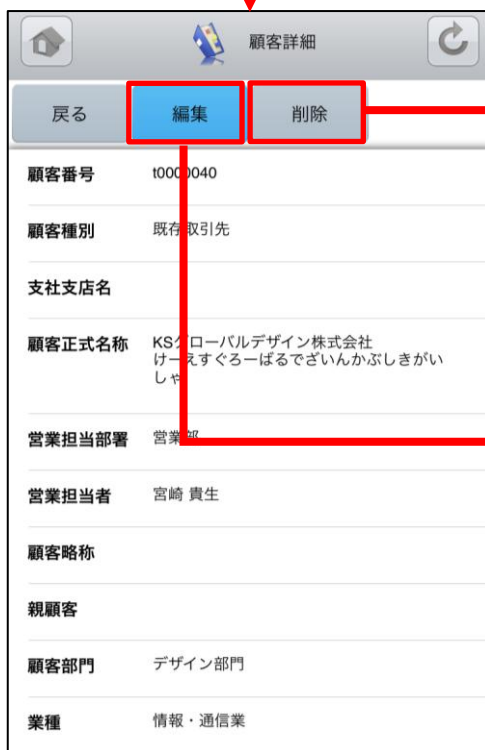 顧客詳細
戻る 編集 削除
顧客番号 t0000040
顧客種別 既存取引先
支社支店名
顧客正式名称 KSグローバルデザイン株式会社
けーえすぐろーばるでざいんかぶしきがい
しゃ
営業担当部署 営業部
営業担当者 宮崎 貴生
顧客略称
親顧客
顧客部門 デザイン部門
業種 情報・通信業